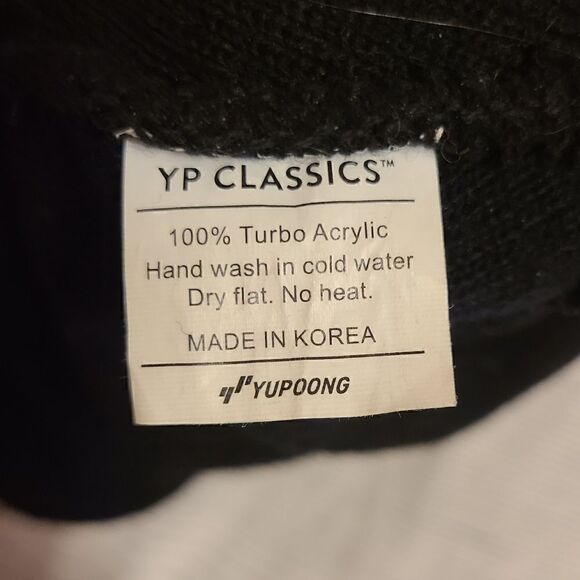 YP CLASSICS™
100% Turbo Acrylic
Hand wash in cold water
Dry flat. No heat.
MADE IN KOREA
YUPOONG